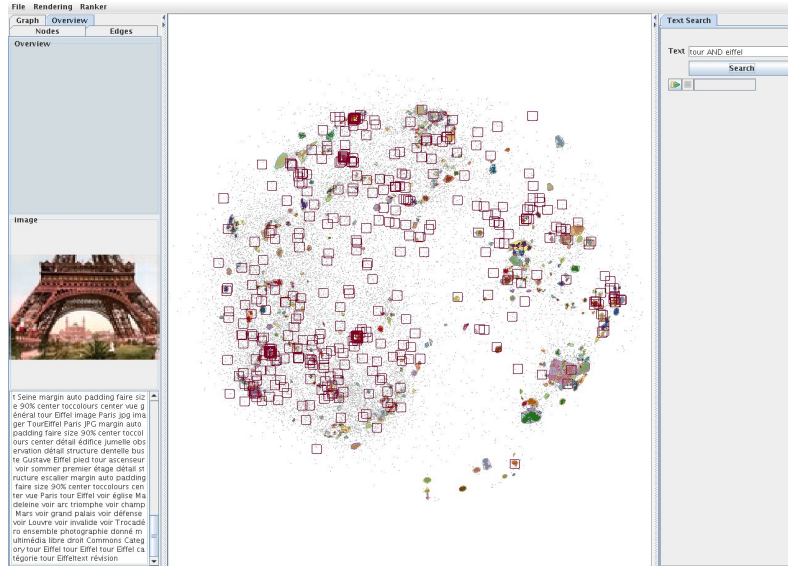 File Rendering Ranker
Graph Overview
Nodes Edges
Overview
Image
t Seine margin auto padding faire siz
e 90% center toccolours center vue g
énéral tour Eiffel image Paris jpg ima
ger TourEiffel Paris JPG margin auto
padding faire size 90% center toccol
ours center détail édifice jumelle obs
ervation détail structure dentelle bus
te Gustave Eiffel pied tour ascenseur
voir sommer premier étage détail st
ructure escalier margin auto padding
faire size 90% center toccolours cen
ter vue Paris tour Eiffel voir église Ma
deleine voir arc triomphe voir champ
Mars voir grand palais voir défense
voir Louvre voir invalide voir Trocadé
ro ensemble photographie donné m
ultimédia libre droit Commons Categ
ory tour Eiffel tour Eiffel tour Eiffel ca
tégorie tour Eiffeltext révision
Text Search
Text tour AND eiffel
Search